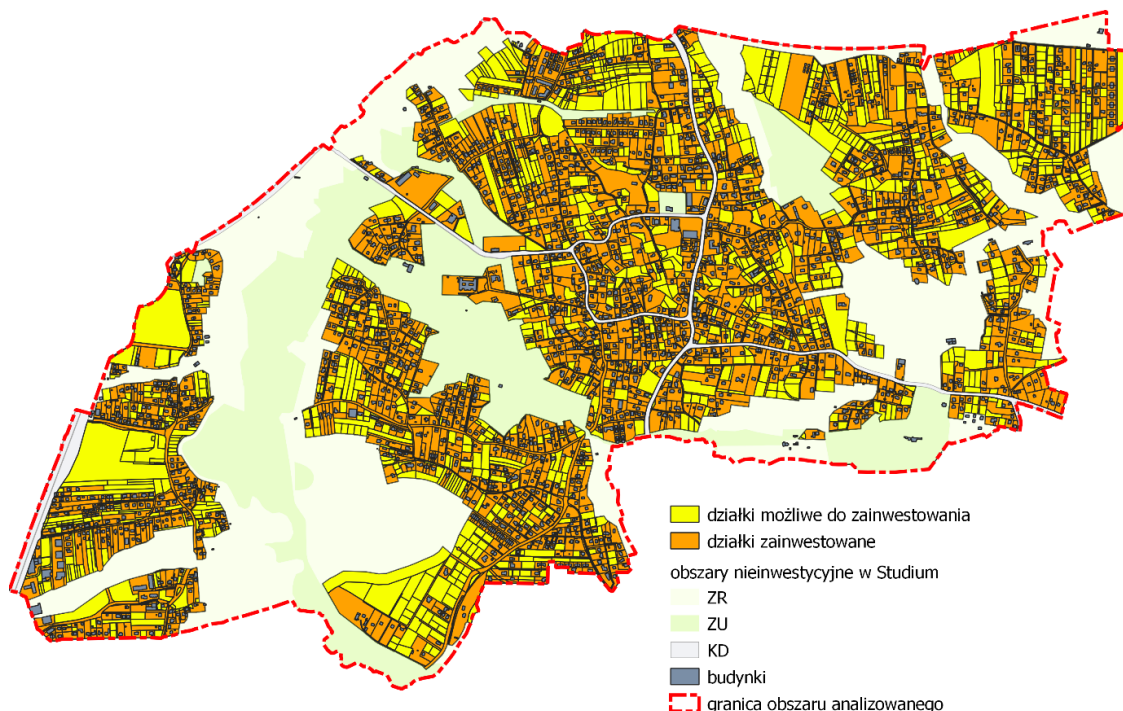 działki możliwe do zainwestowania
działki zainwestowane
obszary nieinwestycyjne w Studium
ZR
ZU
KD
budynki
granica obszaru analizowanego